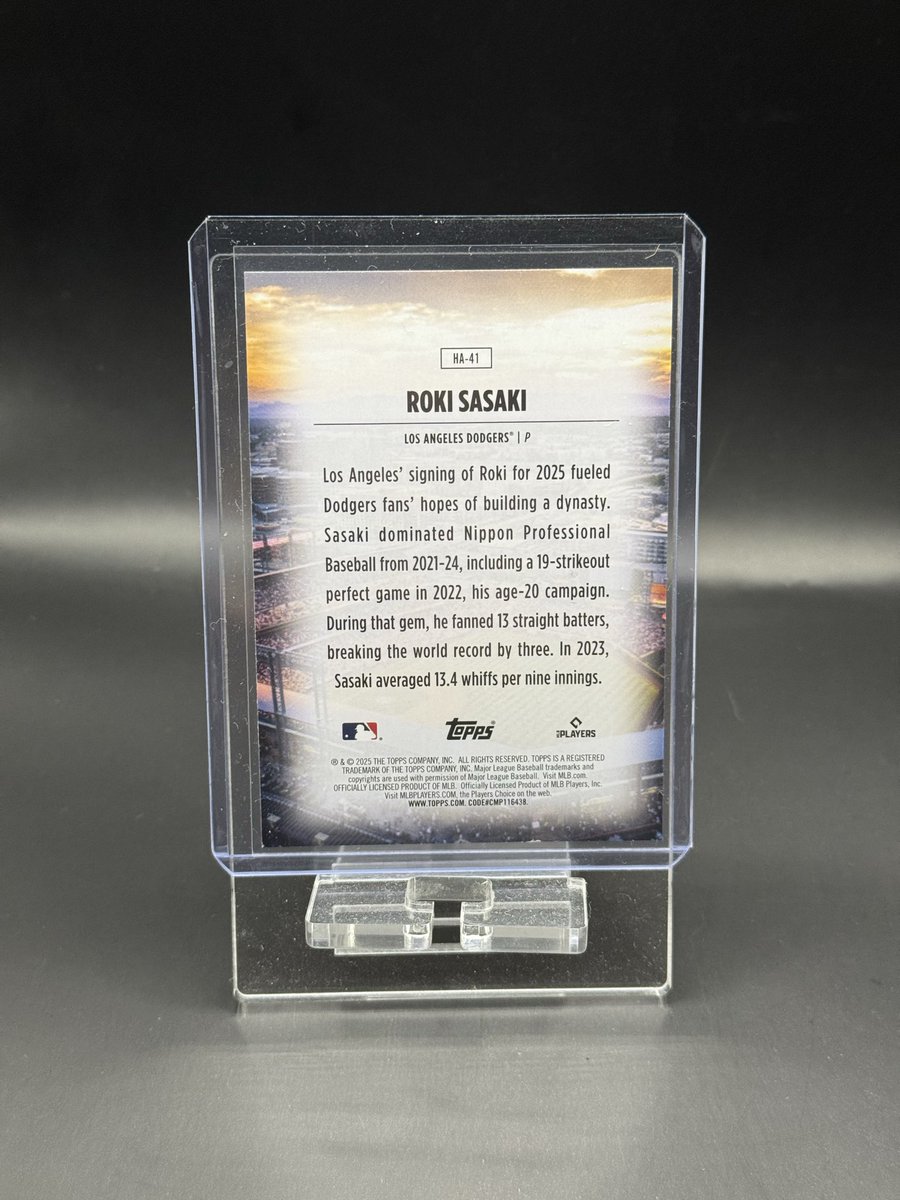 HA-41
ROKI SASAKI
LOS ANGELES DODGERS® | P
Los Angeles' signing of Roki for 2025 fueled
Dodgers fans' hopes of building a dynasty.
Sasaki dominated Nippon Professional
Baseball from 2021-24, including a 19-strikeout
perfect game in 2022, his age-20 campaign.
During that gem, he fanned 13 straight batters,
breaking the world record by three. In 2023,
Sasaki averaged 13.4 whiffs per nine innings.
topps®
MLB PLAYERS
® & © 2025 THE TOPPS COMPANY, INC. ALL RIGHTS RESERVED. TOPPS IS A REGISTERED
TRADEMARK OF THE TOPPS COMPANY, INC. Major League Baseball trademarks and
copyrights are used with permission of Major League Baseball. Visit MLB.com.
OFFICIALLY LICENSED PRODUCT OF MLB. Officially Licensed Product of MLB Players, Inc.
Visit MLBPLAYERS.COM, the Players Choice on the web.
WWW.TOPPS.COM. CODE#CMP116438.